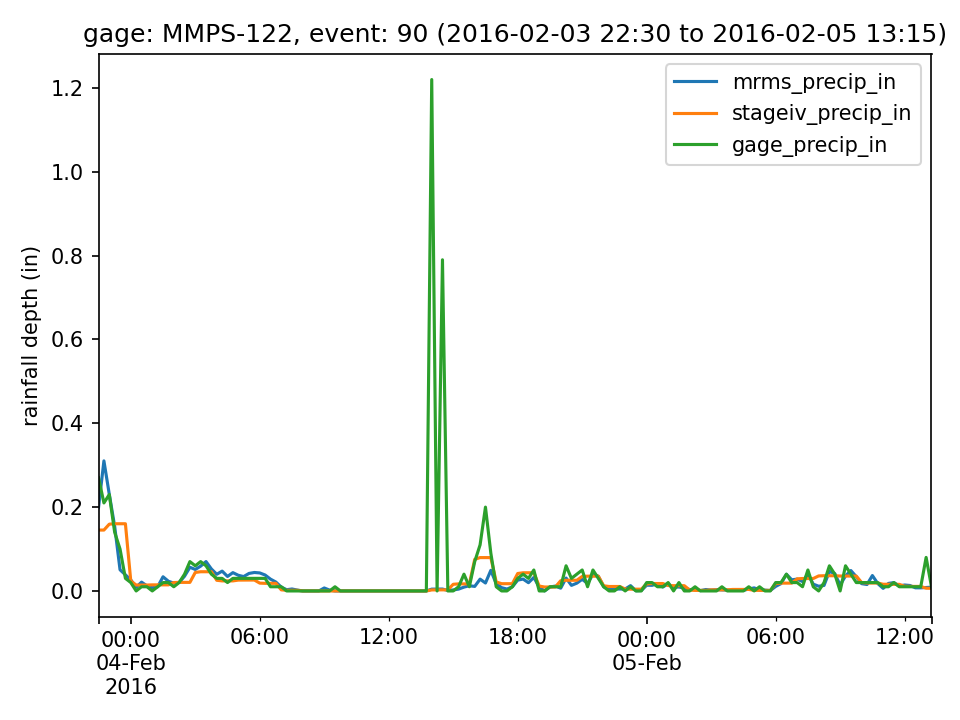 gage: MMPS-122, event: 90 (2016-02-03 22:30 to 2016-02-05 13:15)
mrms_precip_in
stageiv_precip_in
gage_precip_in
rainfall depth (in)
1.2
1.0
0.8
0.6
0.4
0.2
0.0
00:00 06:00 12:00 18:00 00:00 06:00 12:00
04-Feb 05-Feb
2016